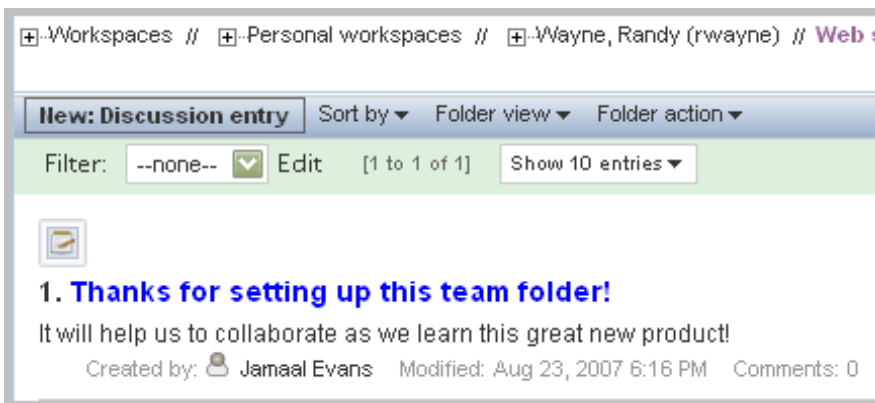 Workspaces // Personal workspaces // Wayne, Randy (rwayne) // Web s
New: Discussion entry Sort by Folder view Folder action
Filter: --none-- Edit [1 to 1 of 1] Show 10 entries
1. Thanks for setting up this team folder!
It will help us to collaborate as we learn this great new product!
Created by: Jamaal Evans Modified: Aug 23, 2007 6:16 PM Comments: 0